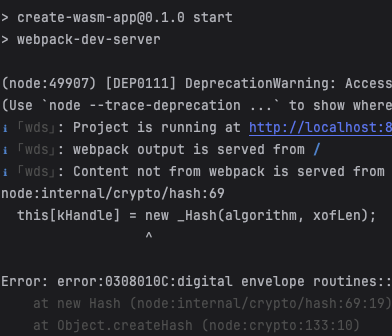 > create-wasm-app@0.1.0 start
> webpack-dev-server
(node:49907) [DEP0111] DeprecationWarning: Access
(Use `node --trace-deprecation ...` to show where
ℹ 「wds」: Project is running at http://localhost:8
ℹ 「wds」: webpack output is served from /
ℹ 「wds」: Content not from webpack is served from
node:internal/crypto/hash:69
  this[kHandle] = new _Hash(algorithm, xofLen);
                  ^
Error: error:0308010C:digital envelope routines::
    at new Hash (node:internal/crypto/hash:69:19)
    at Object.createHash (node:crypto:133:10)